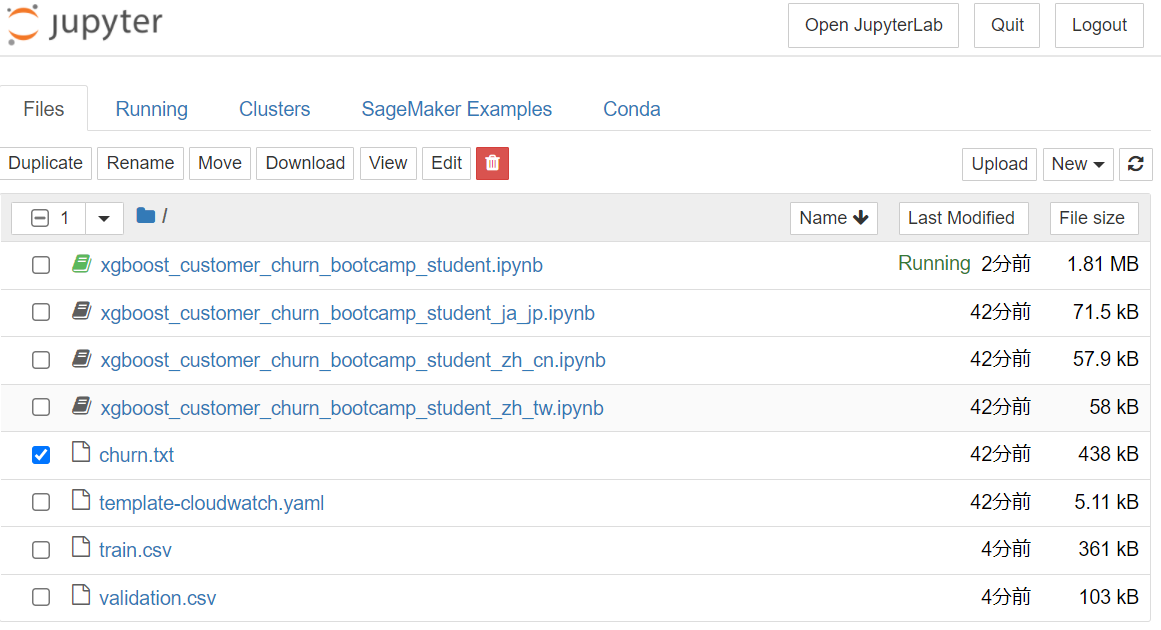 jupyter Open JupyterLab Quit Logout
Files Running Clusters SageMaker Examples Conda
Duplicate Rename Move Download View Edit Upload New
1 / Name Last Modified File size
xgboost_customer_churn_bootcamp_student.ipynb Running 2分前 1.81 MB
xgboost_customer_churn_bootcamp_student_ja_jp.ipynb 42分前 71.5 kB
xgboost_customer_churn_bootcamp_student_zh_cn.ipynb 42分前 57.9 kB
xgboost_customer_churn_bootcamp_student_zh_tw.ipynb 42分前 58 kB
churn.txt 42分前 438 kB
template-cloudwatch.yaml 42分前 5.11 kB
train.csv 4分前 361 kB
validation.csv 4分前 103 kB